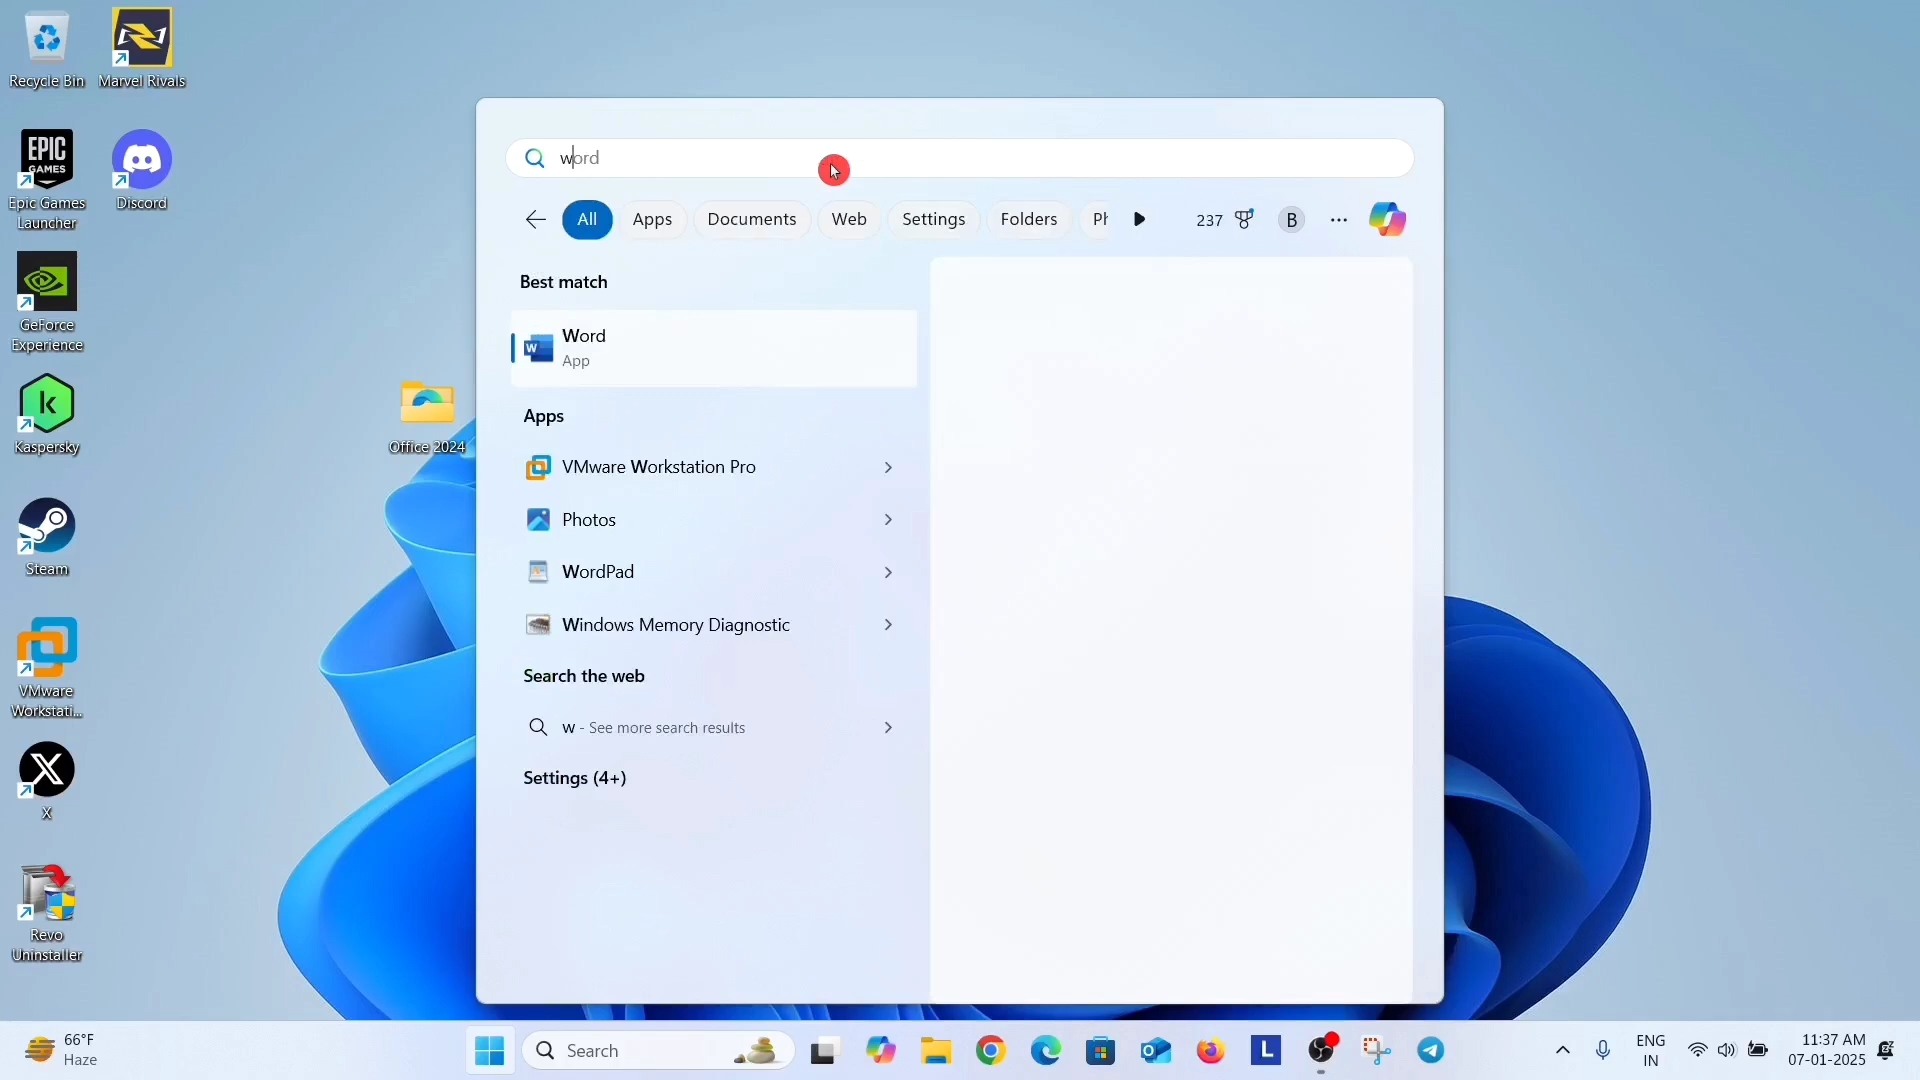 Recycle Bin
Marvel Rivals
EPIC
GAMES
Epic Games
Launcher
Discord
GeForce
Experience
Kaspersky
Steam
VMware
Workstati...
X
Revo
Uninstaller
Office 2024
word
All
Apps
Documents
Web
Settings
Folders
Ph
237
B
Best match
Word
App
Apps
VMware Workstation Pro
Photos
WordPad
Windows Memory Diagnostic
Search the web
w - See more search results
Settings (4+)
66°F
Haze
Search
L
ENG
IN
11:37 AM
07-01-2025